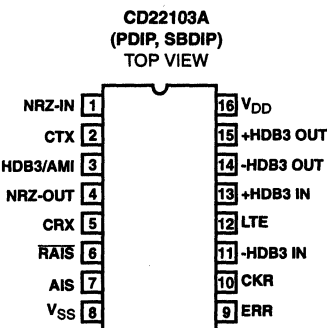 CD22103A
(PDIP, SBDIP)
TOP VIEW
NRZ-IN 1 16 VDD
CTX 2 15 +HDB3 OUT
HDB3/AMI 3 14 -HDB3 OUT
NRZ-OUT 4 13 +HDB3 IN
CRX 5 12 LTE
RAIS 6 11 -HDB3 IN
AIS 7 10 CKR
VSS 8 9 ERR